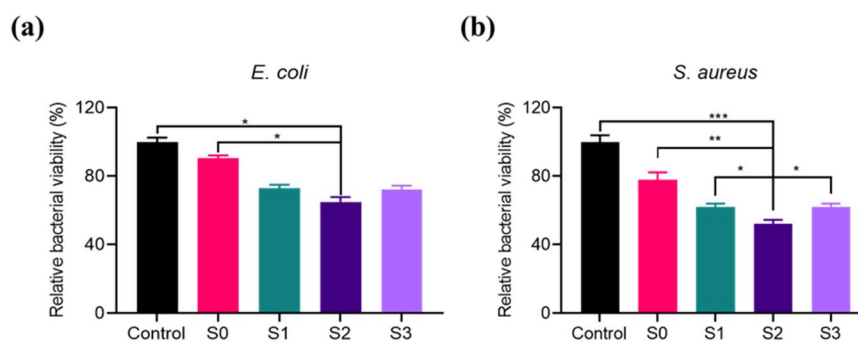 (a)
E. coli
Relative bacterial viability (%)
120
80
40
0
*
*
Control S0 S1 S2 S3
(b)
S. aureus
Relative bacterial viability (%)
120
80
40
0
***
**
* *
Control S0 S1 S2 S3